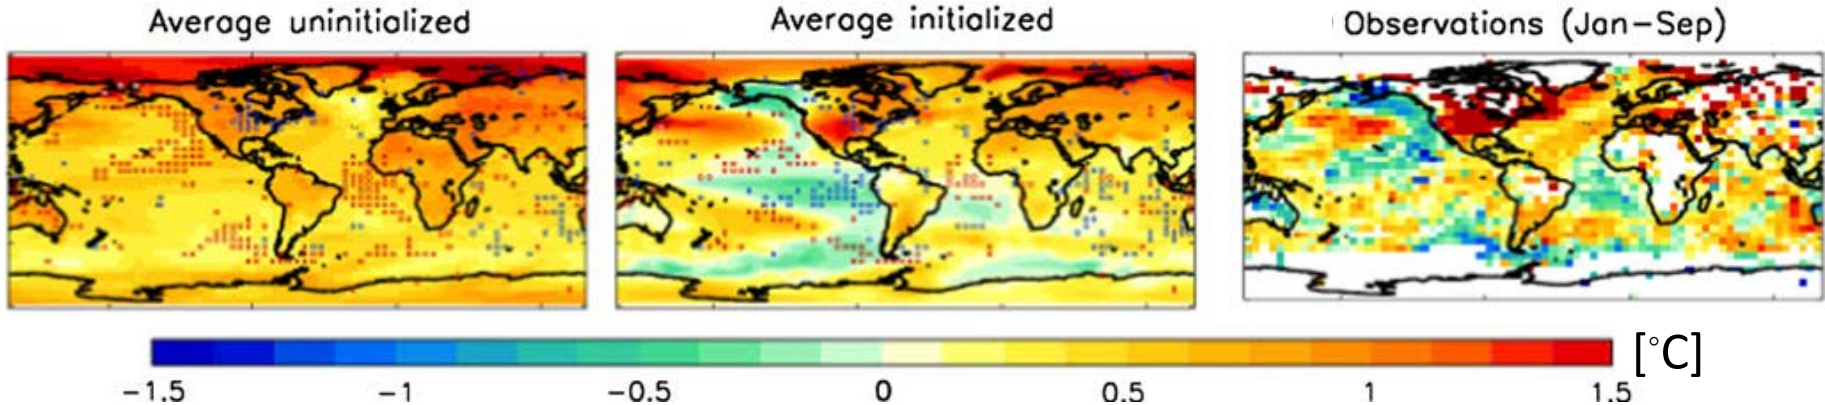 Average uninitialized
Average initialized
Observations (Jan-Sep)
-1.5 -1 -0.5 0 0.5 1 1.5 [°C]